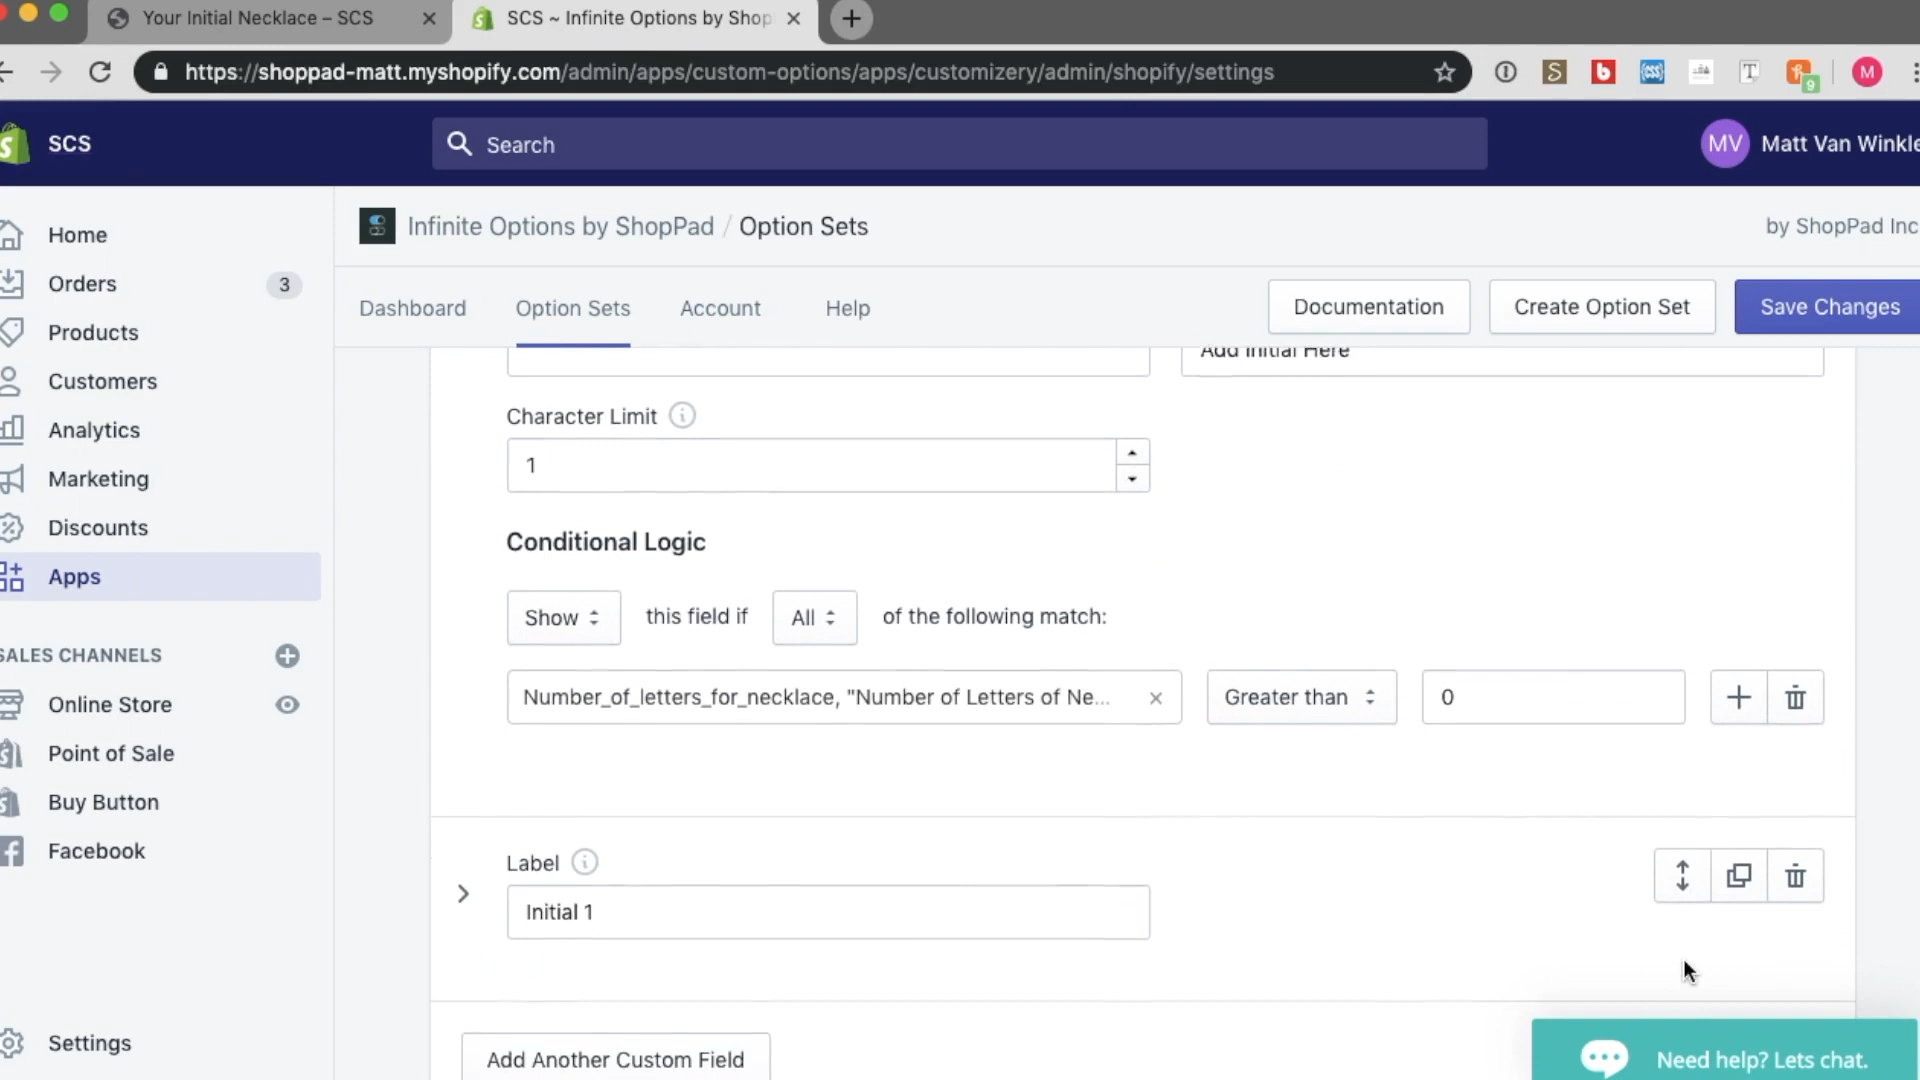 Your Initial Necklace – SCS
SCS ~ Infinite Options by Shop
https://shoppad-matt.myshopify.com/admin/apps/custom-options/apps/customizery/admin/shopify/settings
SCS
Search
MV Matt Van Winkle
Infinite Options by ShopPad / Option Sets
by ShopPad Inc
Home
Orders 3
Products
Customers
Analytics
Marketing
Discounts
Apps
SALES CHANNELS
Online Store
Point of Sale
Buy Button
Facebook
Settings
Dashboard Option Sets Account Help
Documentation Create Option Set Save Changes
Add Initial Here
Character Limit
1
Conditional Logic
Show this field if All of the following match:
Number_of_letters_for_necklace, "Number of Letters of Ne... × Greater than 0
Label
Initial 1
Add Another Custom Field
Need help? Lets chat.